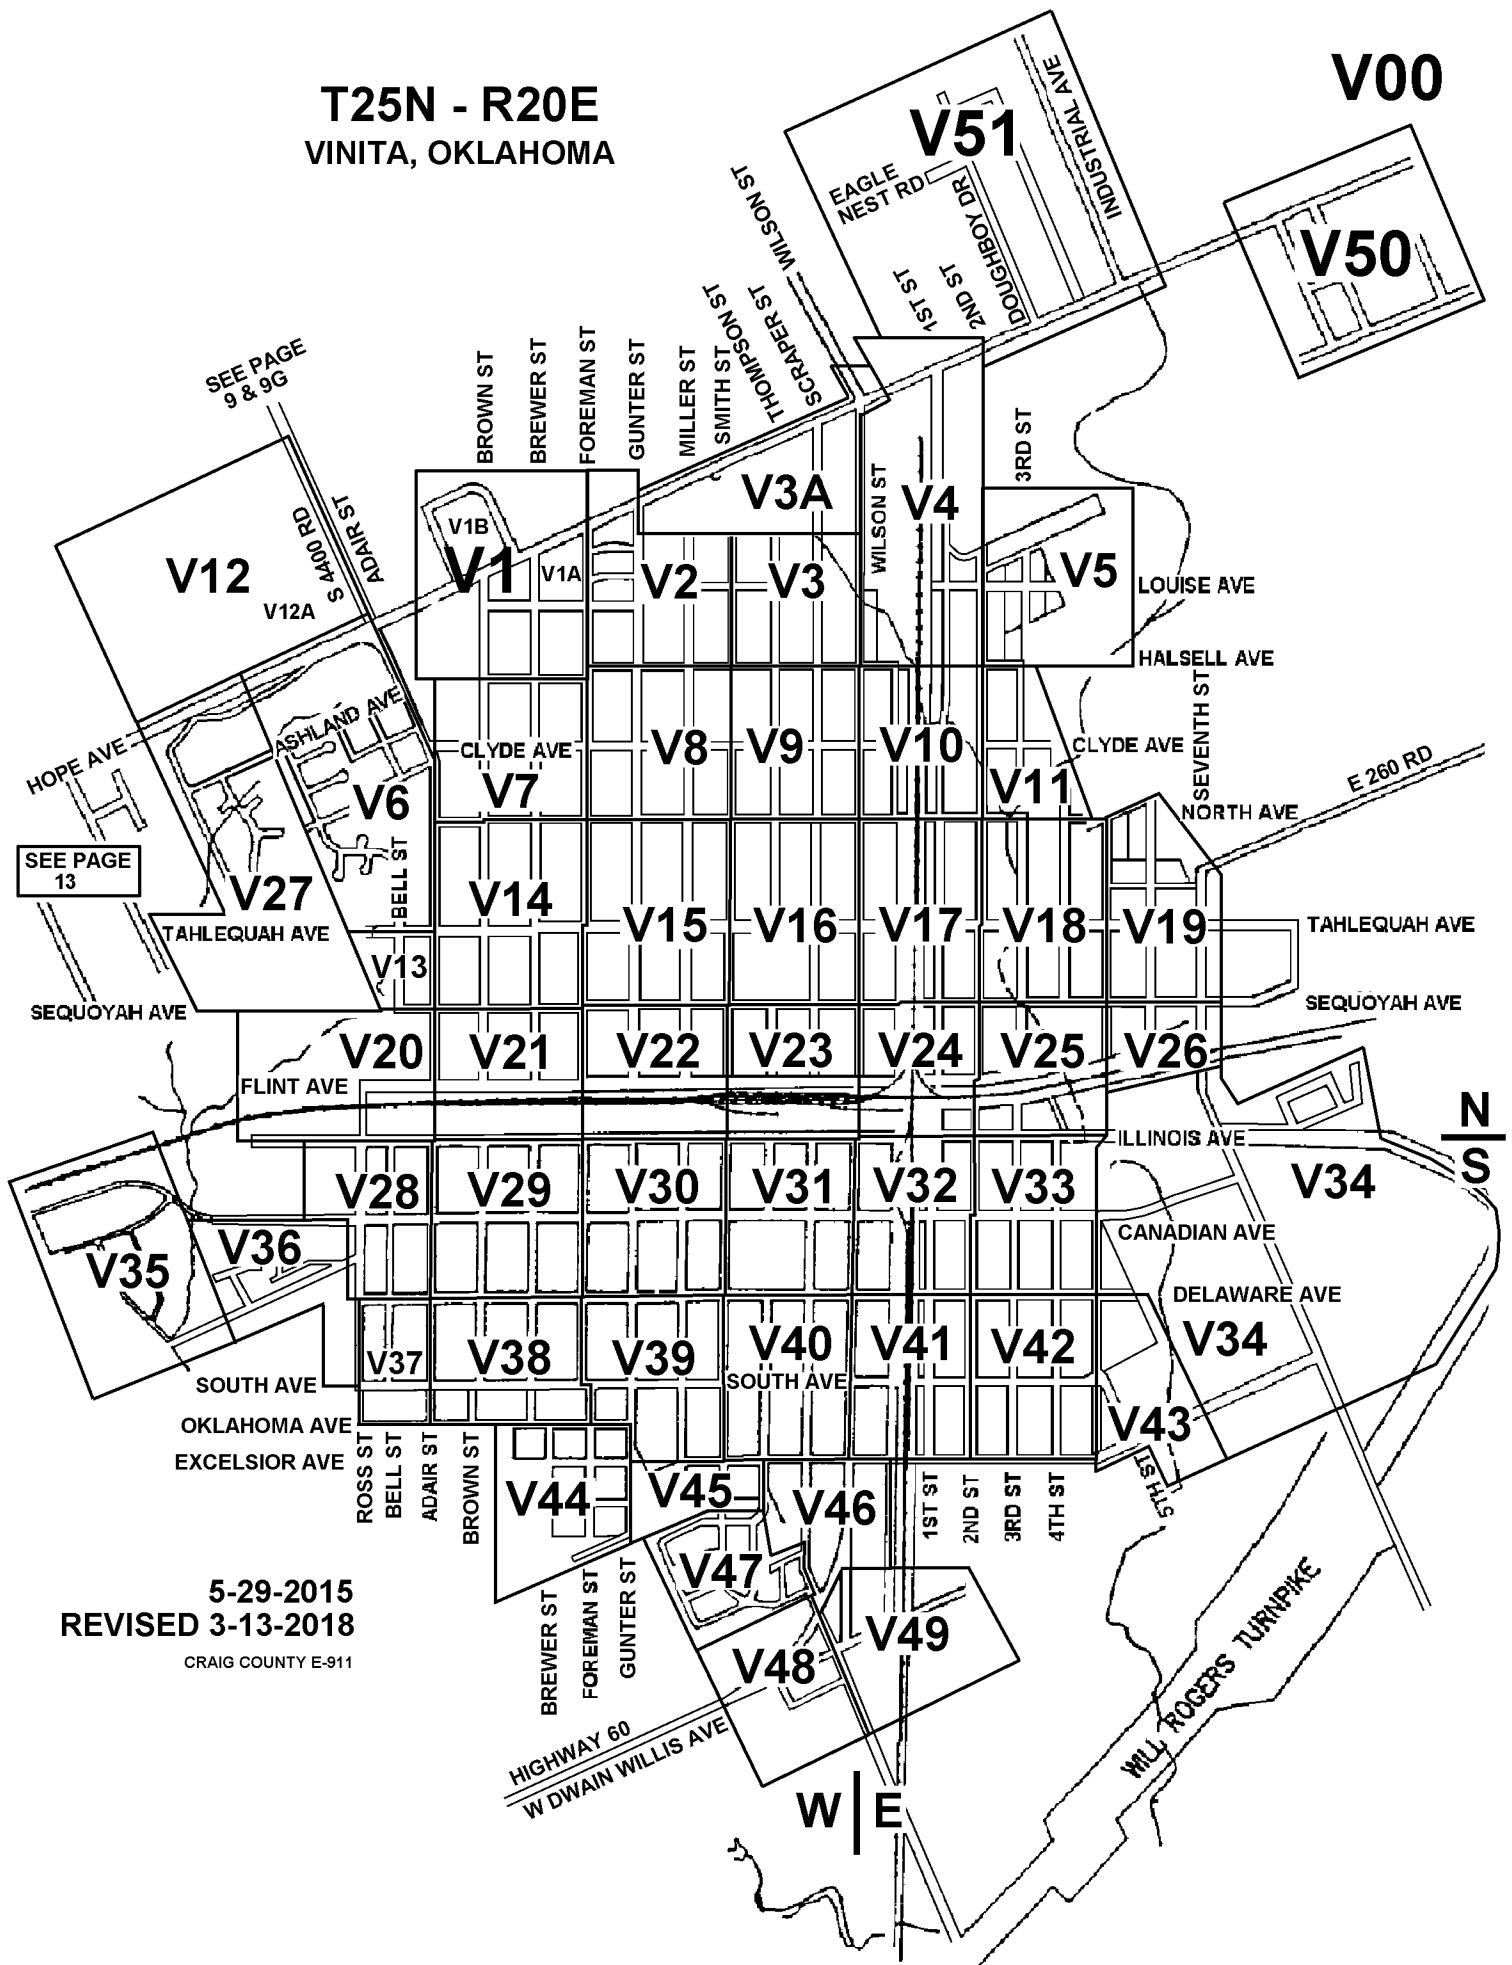 V00
T25N - R20E
VINITA, OKLAHOMA
V51
INDUSTRIAL AVE
EAGLE
NEST RD
DOUGHBOY DR
1ST ST
2ND ST
V50
WILSON ST
SCRAPER ST
THOMPSON ST
SMITH ST
MILLER ST
GUNTER ST
FOREMAN ST
BREWER ST
BROWN ST
SEE PAGE
9 & 9G
3RD ST
V3A
WILSON ST
V4
V12
V12A
S 4400 RD
ADAIR ST
V1B
V1
V1A
V2
V3
V5
LOUISE AVE
HALSELL AVE
SEVENTH ST
HOPE AVE
ASHLAND AVE
CLYDE AVE
V7
V8
V9
V10
CLYDE AVE
V11
E 260 RD
NORTH AVE
V6
BELL ST
SEE PAGE
13
V27
TAHLEQUAH AVE
V14
V15
V16
V17
V18
V19
TAHLEQUAH AVE
V13
SEQUOYAH AVE
SEQUOYAH AVE
V20
V21
V22
V23
V24
V25
V26
FLINT AVE
N
S
ILLINOIS AVE
V28
V29
V30
V31
V32
V33
V34
CANADIAN AVE
V35
V36
DELAWARE AVE
V34
V37
V38
V39
V40
V41
V42
SOUTH AVE
SOUTH AVE
OKLAHOMA AVE
EXCELSIOR AVE
V43
5TH ST
ROSS ST
BELL ST
ADAIR ST
BROWN ST
V44
V45
V46
1ST ST
2ND ST
3RD ST
4TH ST
V47
V48
V49
BREWER ST
FOREMAN ST
GUNTER ST
5-29-2015
REVISED 3-13-2018
CRAIG COUNTY E-911
HIGHWAY 60
W DWAIN WILLIS AVE
WILL ROGERS TURNPIKE
W
E